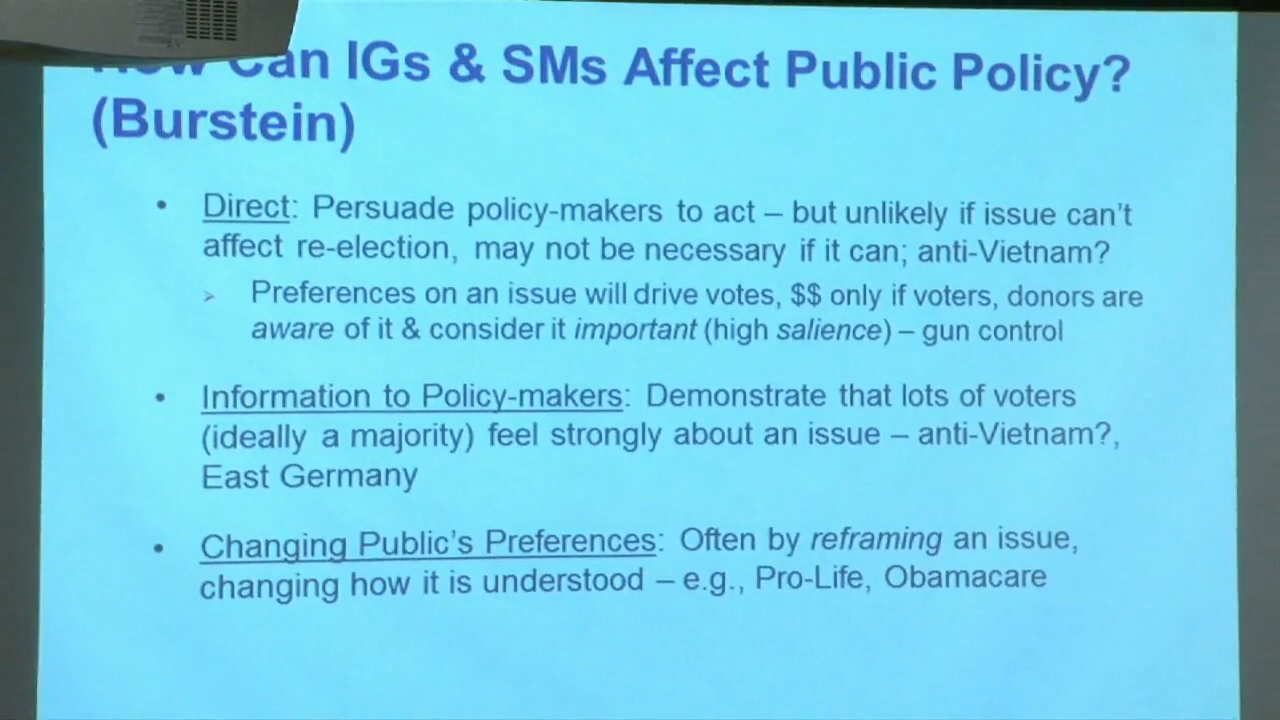 How Can IGs & SMs Affect Public Policy?
(Burstein)
• Direct: Persuade policy-makers to act – but unlikely if issue can't
affect re-election, may not be necessary if it can; anti-Vietnam?
➢ Preferences on an issue will drive votes, $$ only if voters, donors are
aware of it & consider it important (high salience) – gun control
• Information to Policy-makers: Demonstrate that lots of voters
(ideally a majority) feel strongly about an issue – anti-Vietnam?,
East Germany
• Changing Public's Preferences: Often by reframing an issue,
changing how it is understood – e.g., Pro-Life, Obamacare